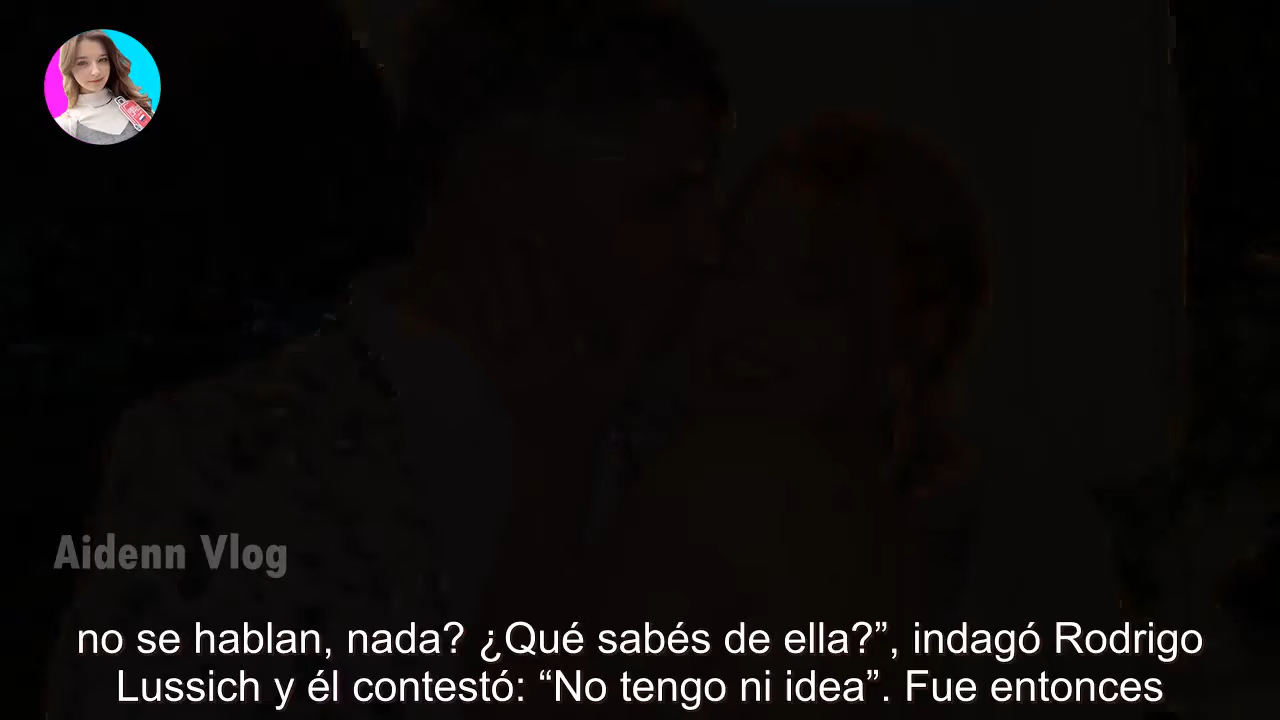 Aidenn Vlog
no se hablan, nada? ¿Qué sabés de ella?”, indagó Rodrigo
Lussich y él contestó: “No tengo ni idea”. Fue entonces